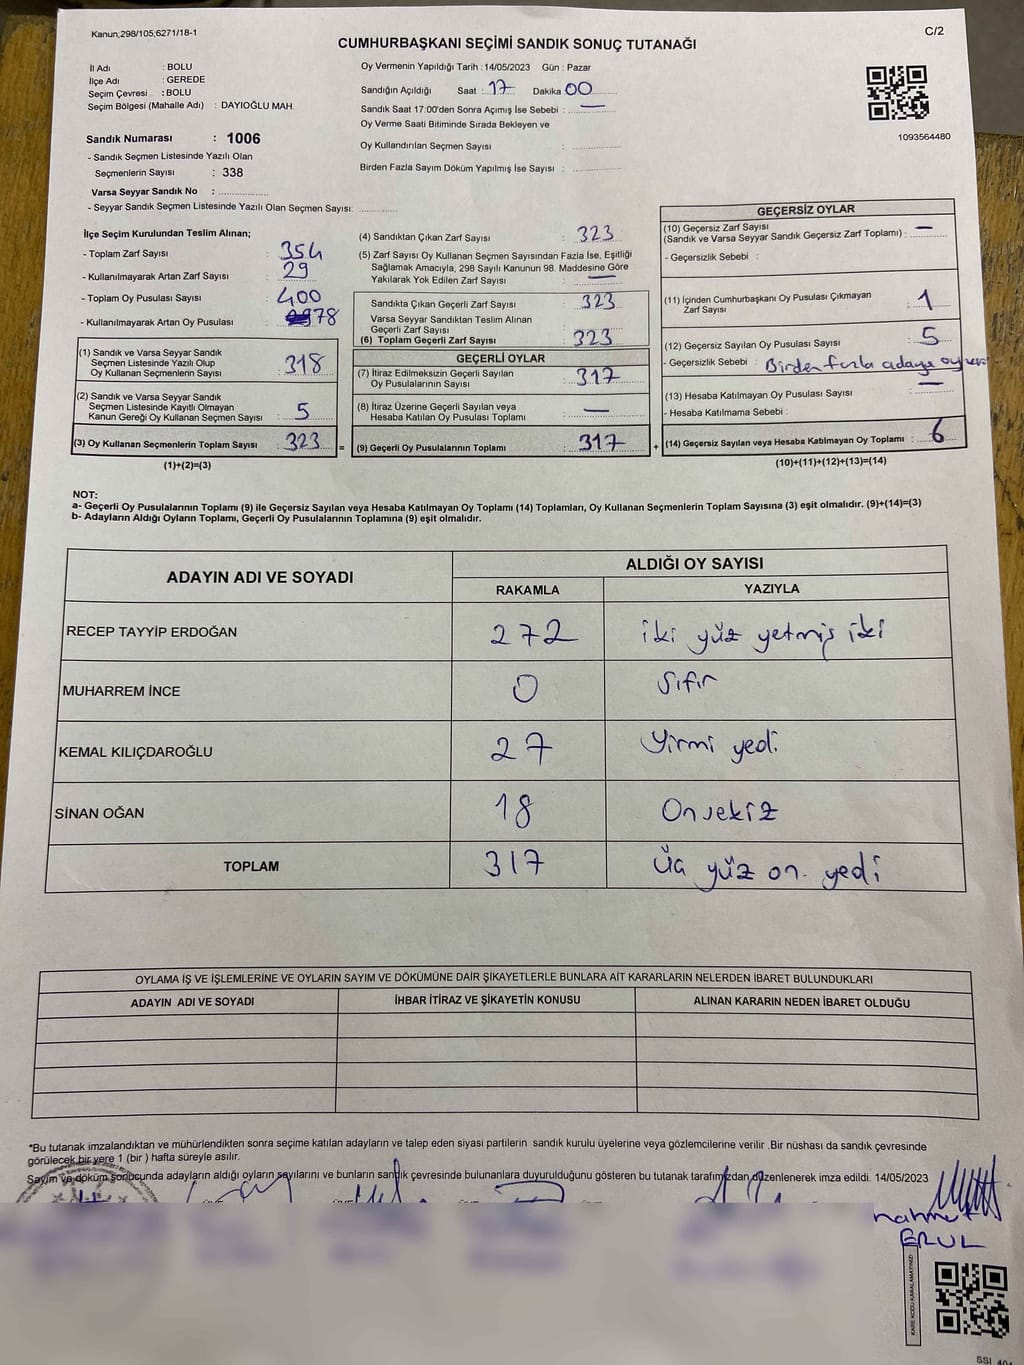 Kanun;298/105;6271/18-1
C/2
CUMHURBAŞKANI SEÇİMİ SANDIK SONUÇ TUTANAĞI
İl Adı : BOLU
İlçe Adı : GEREDE
Seçim Çevresi : BOLU
Seçim Bölgesi (Mahalle Adı) : DAYIOĞLU MAH.
Sandık Numarası : 1006
- Sandık Seçmen Listesinde Yazılı Olan
Seçmenlerin Sayısı : 338
Varsa Seyyar Sandık No :
- Seyyar Sandık Seçmen Listesinde Yazılı Olan Seçmen Sayısı:
Oy Vermenin Yapıldığı Tarih : 14/05/2023 Gün : Pazar
Sandığın Açıldığı Saat : 17 Dakika 00
Sandık Saat 17:00'den Sonra Açımış İse Sebebi : —
Oy Verme Saati Bitiminde Sırada Bekleyen ve
Oy Kullandırılan Seçmen Sayısı :
Birden Fazla Sayım Döküm Yapılmış İse Sayısı :
1093564480
İlçe Seçim Kurulundan Teslim Alınan;
- Toplam Zarf Sayısı : 354
- Kullanılmayarak Artan Zarf Sayısı : 29
- Toplam Oy Pusulası Sayısı : 400
- Kullanılmayarak Artan Oy Pusulası : 78
(1) Sandık ve Varsa Seyyar Sandık
Seçmen Listesinde Yazılı Olup
Oy Kullanan Seçmenlerin Sayısı : 318
(2) Sandık ve Varsa Seyyar Sandık
Seçmen Listesinde Kayıtlı Olmayan
Kanun Gereği Oy Kullanan Seçmen Sayısı : 5
(3) Oy Kullanan Seçmenlerin Toplam Sayısı : 323 =
(1)+(2)=(3)
(4) Sandıktan Çıkan Zarf Sayısı : 323
(5) Zarf Sayısı Oy Kullanan Seçmen Sayısından Fazla İse, Eşitliği
Sağlamak Amacıyla; 298 Sayılı Kanunun 98. Maddesine Göre
Yakılarak Yok Edilen Zarf Sayısı : —
Sandıkta Çıkan Geçerli Zarf Sayısı : 323
Varsa Seyyar Sandıktan Teslim Alınan
Geçerli Zarf Sayısı :
(6) Toplam Geçerli Zarf Sayısı : 323
GEÇERLİ OYLAR
(7) İtiraz Edilmeksizin Geçerli Sayılan
Oy Pusulalarının Sayısı : 317
(8) İtiraz Üzerine Geçerli Sayılan veya
Hesaba Katılan Oy Pusulası Toplamı : —
(9) Geçerli Oy Pusulalarının Toplamı : 317 +
GEÇERSİZ OYLAR
(10) Geçersiz Zarf Sayısı
(Sandık ve Varsa Seyyar Sandık Geçersiz Zarf Toplamı) : —
- Geçersizlik Sebebi :
(11) İçinden Cumhurbaşkanı Oy Pusulası Çıkmayan
Zarf Sayısı : 1
(12) Geçersiz Sayılan Oy Pusulası Sayısı : 5
- Geçersizlik Sebebi : Birden fazla adaya oy
(13) Hesaba Katılmayan Oy Pusulası Sayısı : —
- Hesaba Katılmama Sebebi :
(14) Geçersiz Sayılan veya Hesaba Katılmayan Oy Toplamı : 6
(10)+(11)+(12)+(13)=(14)
NOT:
a- Geçerli Oy Pusulalarının Toplamı (9) ile Geçersiz Sayılan veya Hesaba Katılmayan Oy Toplamı (14) Toplamları, Oy Kullanan Seçmenlerin Toplam Sayısına (3) eşit olmalıdır. (9)+(14)=(3)
b- Adayların Aldığı Oyların Toplamı, Geçerli Oy Pusulalarının Toplamına (9) eşit olmalıdır.
ADAYIN ADI VE SOYADI ALDIĞI OY SAYISI
RAKAMLA YAZIYLA
RECEP TAYYİP ERDOĞAN 272 iki yüz yetmiş iki
MUHARREM İNCE 0 Sıfır
KEMAL KILIÇDAROĞLU 27 Yirmi yedi
SİNAN OĞAN 18 Onsekiz
TOPLAM 317 Üç yüz on yedi
OYLAMA İŞ VE İŞLEMLERİNE VE OYLARIN SAYIM VE DÖKÜMÜNE DAİR ŞİKAYETLERLE BUNLARA AİT KARARLARIN NELERDEN İBARET BULUNDUKLARI
ADAYIN ADI VE SOYADI İHBAR İTİRAZ VE ŞİKAYETİN KONUSU ALINAN KARARIN NEDEN İBARET OLDUĞU
*Bu tutanak imzalandıktan ve mühürlendikten sonra seçime katılan adayların ve talep eden siyasi partilerin sandık kurulu üyelerine veya gözlemcilerine verilir .Bir nüshası da sandık çevresinde
görülecek bir yere 1 (bir ) hafta süreyle asılır.
Sayım ve döküm sonucunda adayların aldığı oyların sayılarını ve bunların sandık çevresinde bulunanlara duyurulduğunu gösteren bu tutanak tarafımızdan düzenlenerek imza edildi. 14/05/2023
mahmut
ERUL
KARE KODU KARALAMAYINIZ!